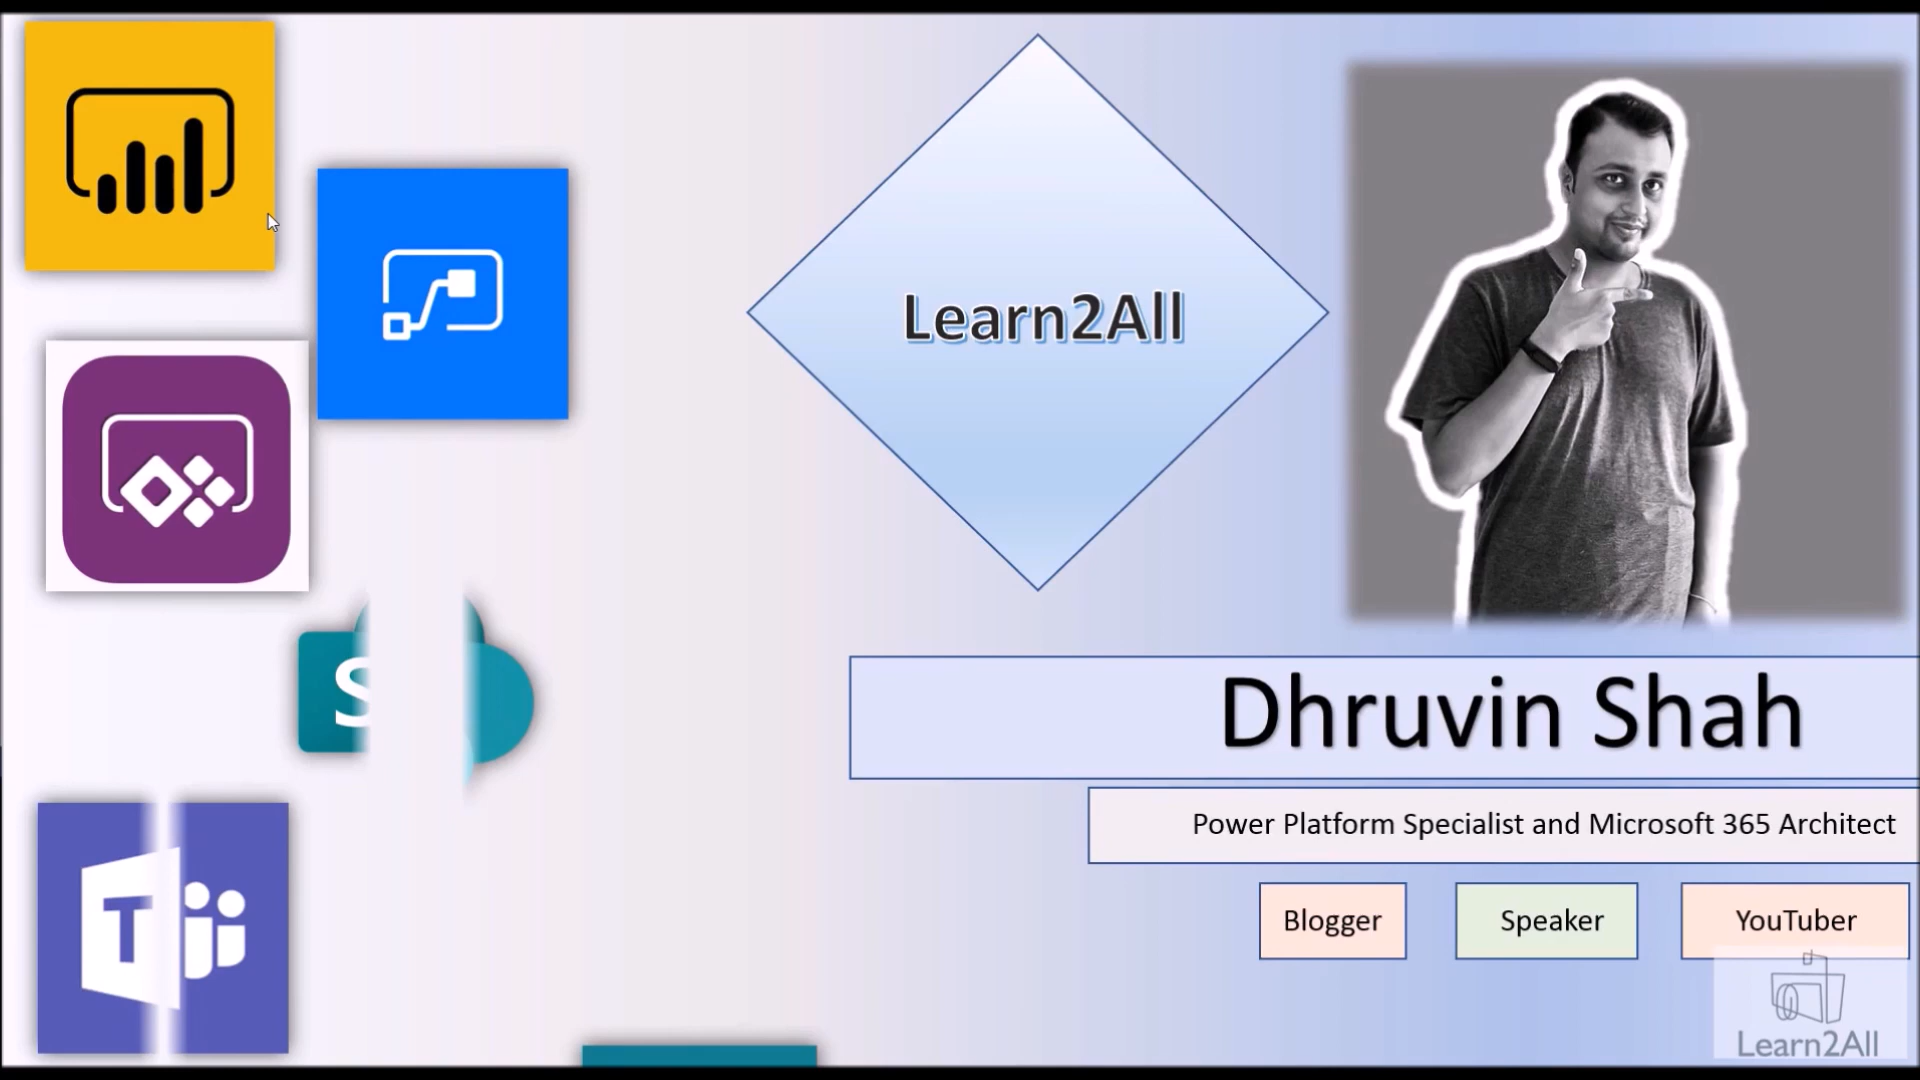 Learn2All
S
T
Dhruvin Shah
Power Platform Specialist and Microsoft 365 Architect
Blogger
Speaker
YouTuber
Learn2All